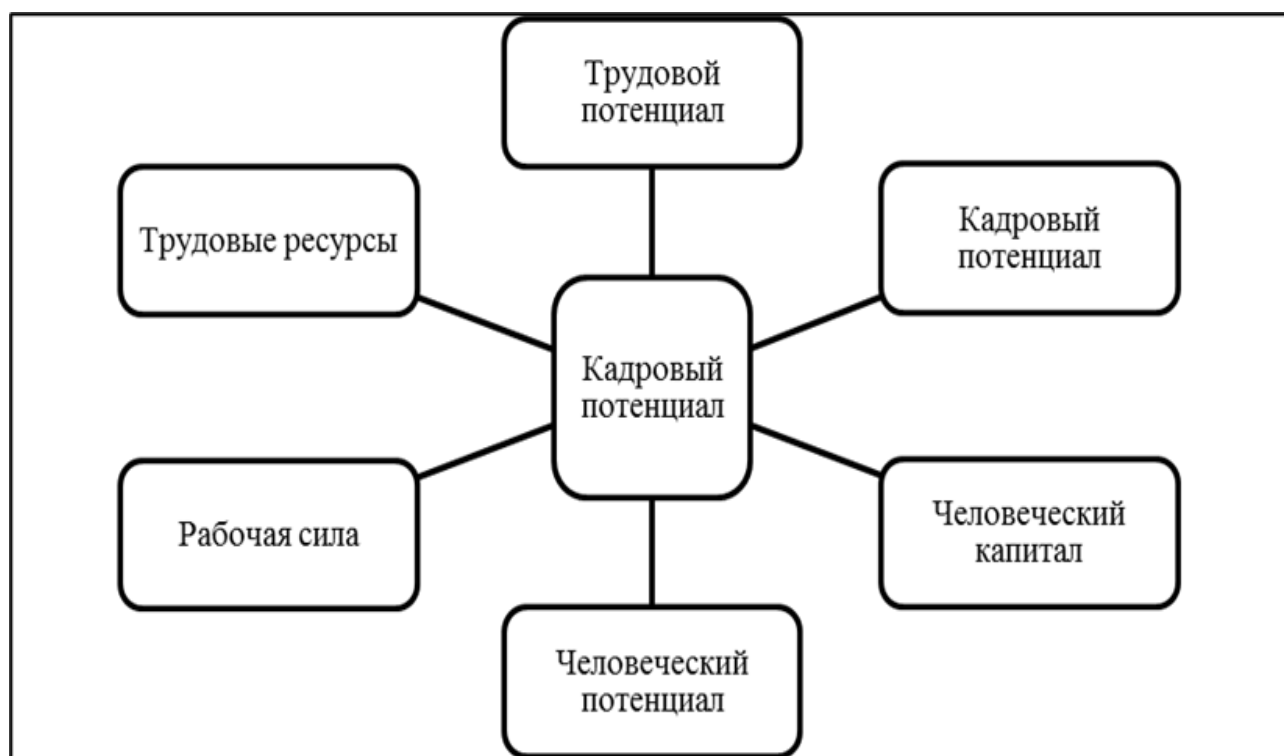 Трудовой
потенциал
Трудовые ресурсы
Кадровый
потенциал
Кадровый
потенциал
Рабочая сила
Человеческий
капитал
Человеческий
потенциал